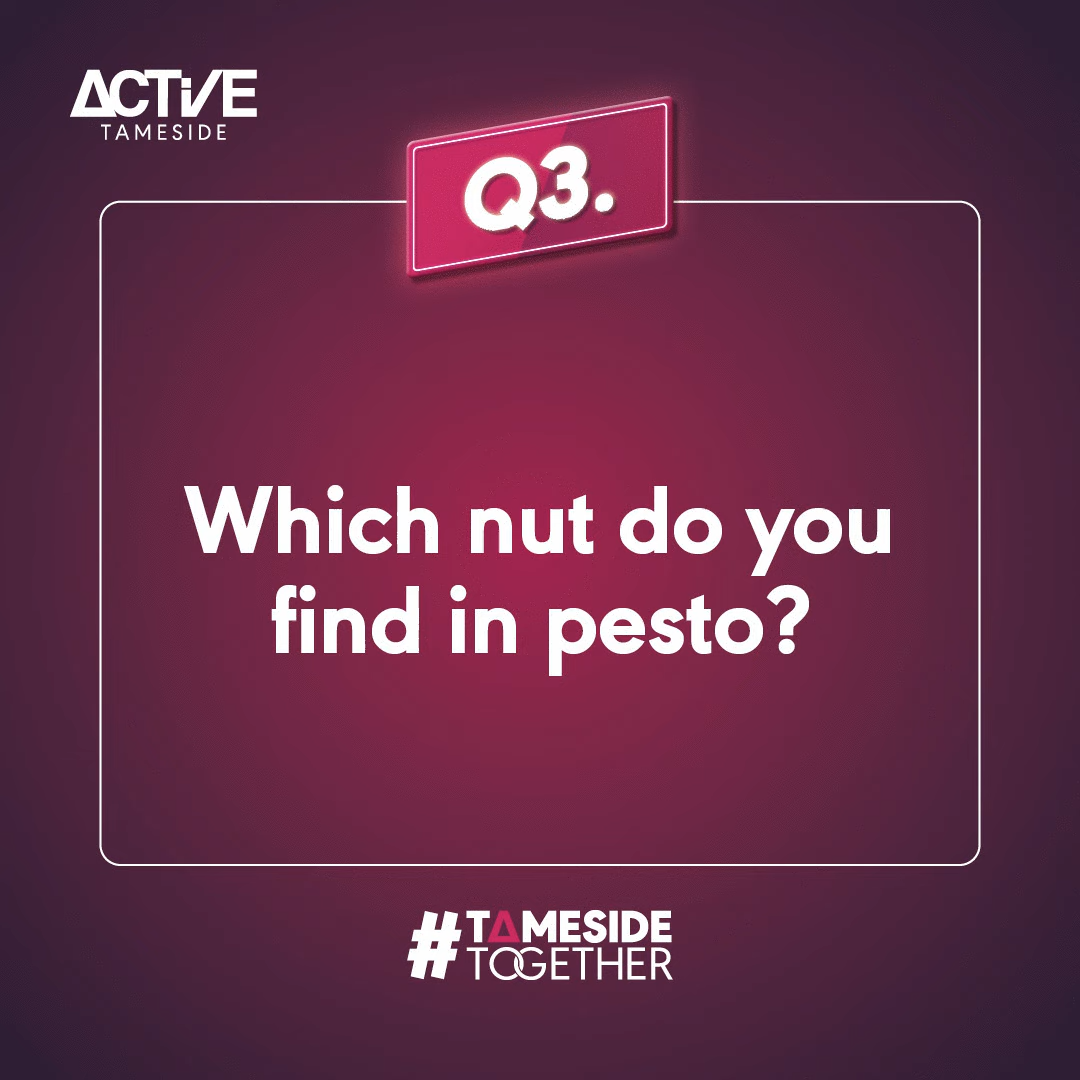 ACTIVE
TAMESIDE
Q3.
Which nut do you
find in pesto?
#TAMESIDE
TOGETHER